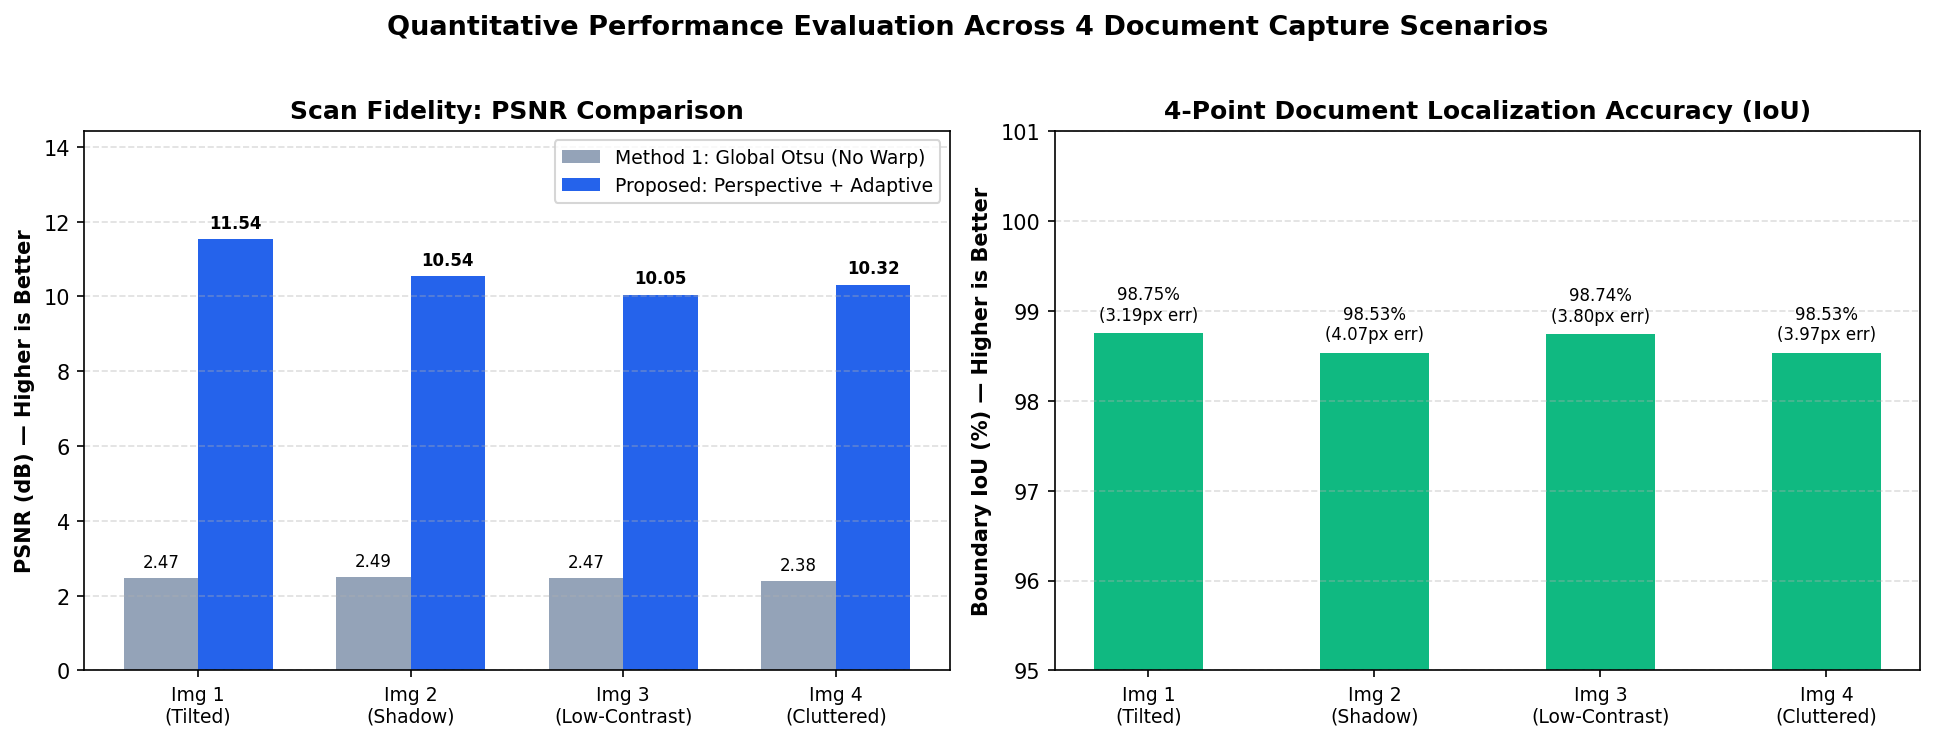 Quantitative Performance Evaluation Across 4 Document Capture Scenarios
Scan Fidelity: PSNR Comparison
PSNR (dB) — Higher is Better
14
12
10
8
6
4
2
0
Method 1: Global Otsu (No Warp)
Proposed: Perspective + Adaptive
2.47
11.54
2.49
10.54
2.47
10.05
2.38
10.32
Img 1
(Tilted)
Img 2
(Shadow)
Img 3
(Low-Contrast)
Img 4
(Cluttered)
4-Point Document Localization Accuracy (IoU)
Boundary IoU (%) — Higher is Better
101
100
99
98
97
96
95
98.75%
(3.19px err)
98.53%
(4.07px err)
98.74%
(3.80px err)
98.53%
(3.97px err)
Img 1
(Tilted)
Img 2
(Shadow)
Img 3
(Low-Contrast)
Img 4
(Cluttered)